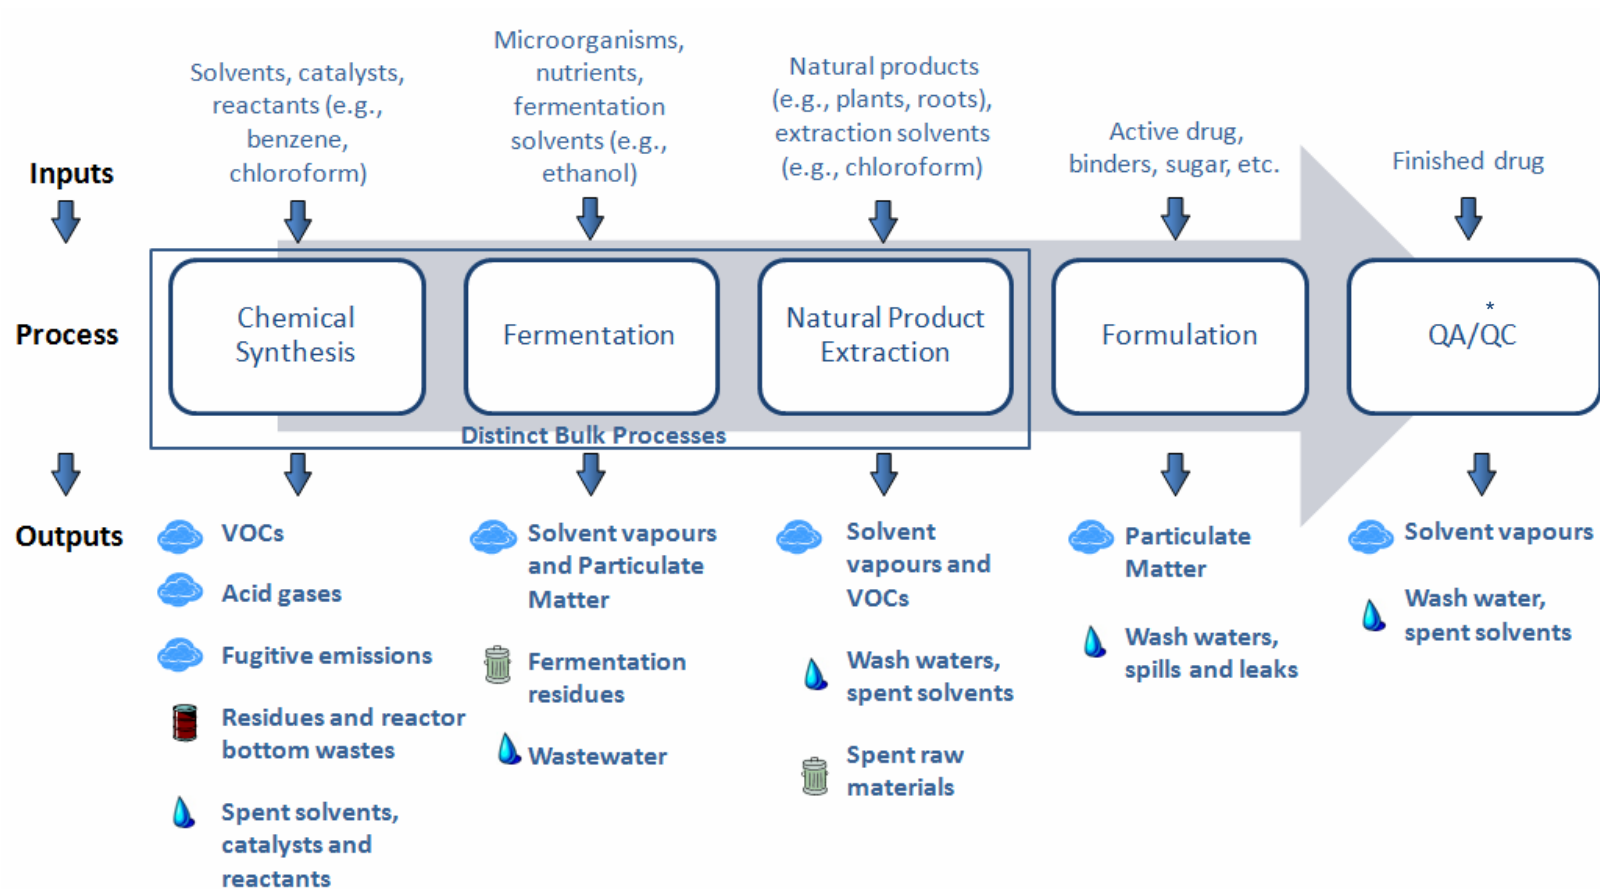 Inputs
Solvents, catalysts,
reactants (e.g.,
benzene,
chloroform)
Microorganisms,
nutrients,
fermentation
solvents (e.g.,
ethanol)
Natural products
(e.g., plants, roots),
extraction solvents
(e.g., chloroform)
Active drug,
binders, sugar, etc.
Finished drug
Process
Chemical
Synthesis
Fermentation
Natural Product
Extraction
Formulation
*
QA/QC
Distinct Bulk Processes
Outputs
VOCs
Acid gases
Fugitive emissions
Residues and reactor
bottom wastes
Spent solvents,
catalysts and
reactants
Solvent vapours
and Particulate
Matter
Fermentation
residues
Wastewater
Solvent
vapours and
VOCs
Wash waters,
spent solvents
Spent raw
materials
Particulate
Matter
Wash waters,
spills and leaks
Solvent vapours
Wash water,
spent solvents